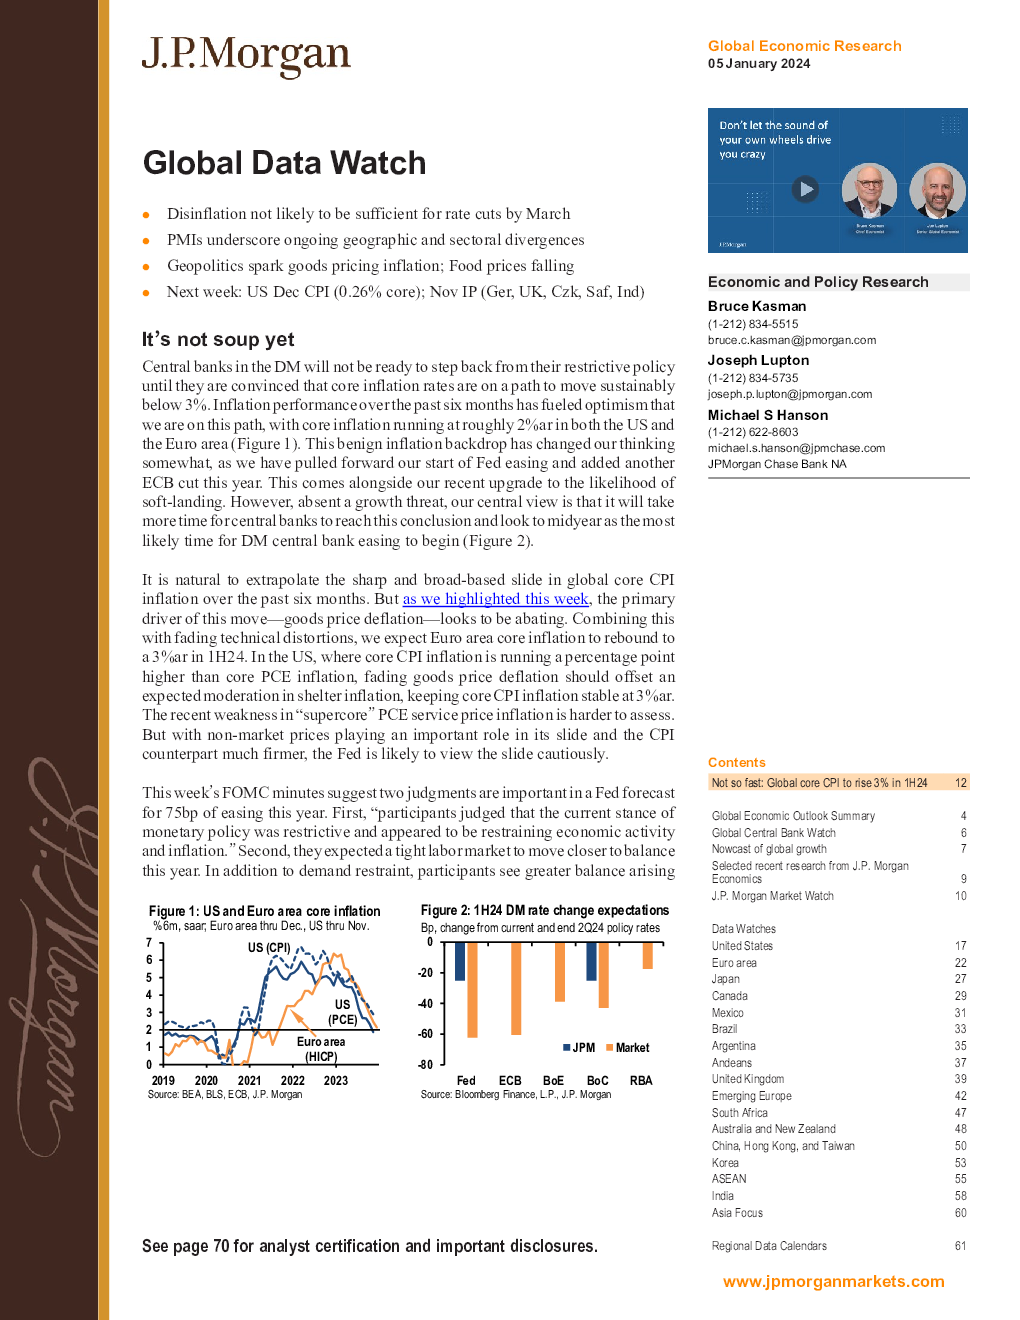 J.P.Morgan
Global Economic Research
05 January 2024
Don't let the sound of
your own wheels drive
you crazy
Bruce Kasman
Chief Economist
Joe Lupton
J.P.Morgan
Global Data Watch
• Disinflation not likely to be sufficient for rate cuts by March
• PMIs underscore ongoing geographic and sectoral divergences
• Geopolitics spark goods pricing inflation; Food prices falling
• Next week: US Dec CPI (0.26% core); Nov IP (Ger, UK, Czk, Saf, Ind)
It's not soup yet
Central banks in the DM will not be ready to step back from their restrictive policy
until they are convinced that core inflation rates are on a path to move sustainably
below 3%. Inflation performance over the past six months has fueled optimism that
we are on this path, with core inflation running at roughly 2%ar in both the US and
the Euro area (Figure 1). This benign inflation backdrop has changed our thinking
somewhat, as we have pulled forward our start of Fed easing and added another
ECB cut this year. This comes alongside our recent upgrade to the likelihood of
soft-landing. However, absent a growth threat, our central view is that it will take
more time for central banks to reach this conclusion and look to midyear as the most
likely time for DM central bank easing to begin (Figure 2).
It is natural to extrapolate the sharp and broad-based slide in global core CPI
inflation over the past six months. But as we highlighted this week, the primary
driver of this move—goods price deflation—looks to be abating. Combining this
with fading technical distortions, we expect Euro area core inflation to rebound to
a 3%ar in 1H24. In the US, where core CPI inflation is running a percentage point
higher than core PCE inflation, fading goods price deflation should offset an
expected moderation in shelter inflation, keeping core CPI inflation stable at 3%ar.
The recent weakness in “supercore” PCE service price inflation is harder to assess.
But with non-market prices playing an important role in its slide and the CPI
counterpart much firmer, the Fed is likely to view the slide cautiously.
This week's FOMC minutes suggest two judgments are important in a Fed forecast
for 75bp of easing this year. First, “participants judged that the current stance of
monetary policy was restrictive and appeared to be restraining economic activity
and inflation.” Second, they expected a tight labor market to move closer to balance
this year. In addition to demand restraint, participants see greater balance arising
Figure 1: US and Euro area core inflation
%6m, saar; Euro area thru Dec., US thru Nov.
7
6
5
4
3
2
1
0
US (CPI)
US
(PCE)
Euro area
(HICP)
2019 2020 2021 2022 2023
Source: BEA, BLS, ECB, J.P. Morgan
Figure 2: 1H24 DM rate change expectations
Bp, change from current and end 2Q24 policy rates
0
-20
-40
-60
-80
JPM Market
Fed ECB BoE BoC RBA
Source: Bloomberg Finance, L.P., J.P. Morgan
See page 70 for analyst certification and important disclosures.
Economic and Policy Research
Bruce Kasman
(1-212) 834-5515
bruce.c.kasman@jpmorgan.com
Joseph Lupton
(1-212) 834-5735
joseph.p.lupton@jpmorgan.com
Michael S Hanson
(1-212) 622-8603
michael.s.hanson@jpmchase.com
JPMorgan Chase Bank NA
Contents
Not so fast: Global core CPI to rise 3% in 1H24 12
Global Economic Outlook Summary 4
Global Central Bank Watch 6
Nowcast of global growth 7
Selected recent research from J.P. Morgan
Economics 9
J.P. Morgan Market Watch 10
Data Watches
United States 17
Euro area 22
Japan 27
Canada 29
Mexico 31
Brazil 33
Argentina 35
Andeans 37
United Kingdom 39
Emerging Europe 42
South Africa 47
Australia and New Zealand 48
China, Hong Kong, and Taiwan 50
Korea 53
ASEAN 55
India 58
Asia Focus 60
Regional Data Calendars 61
www.jpmorganmarkets.com
J.P. Morgan